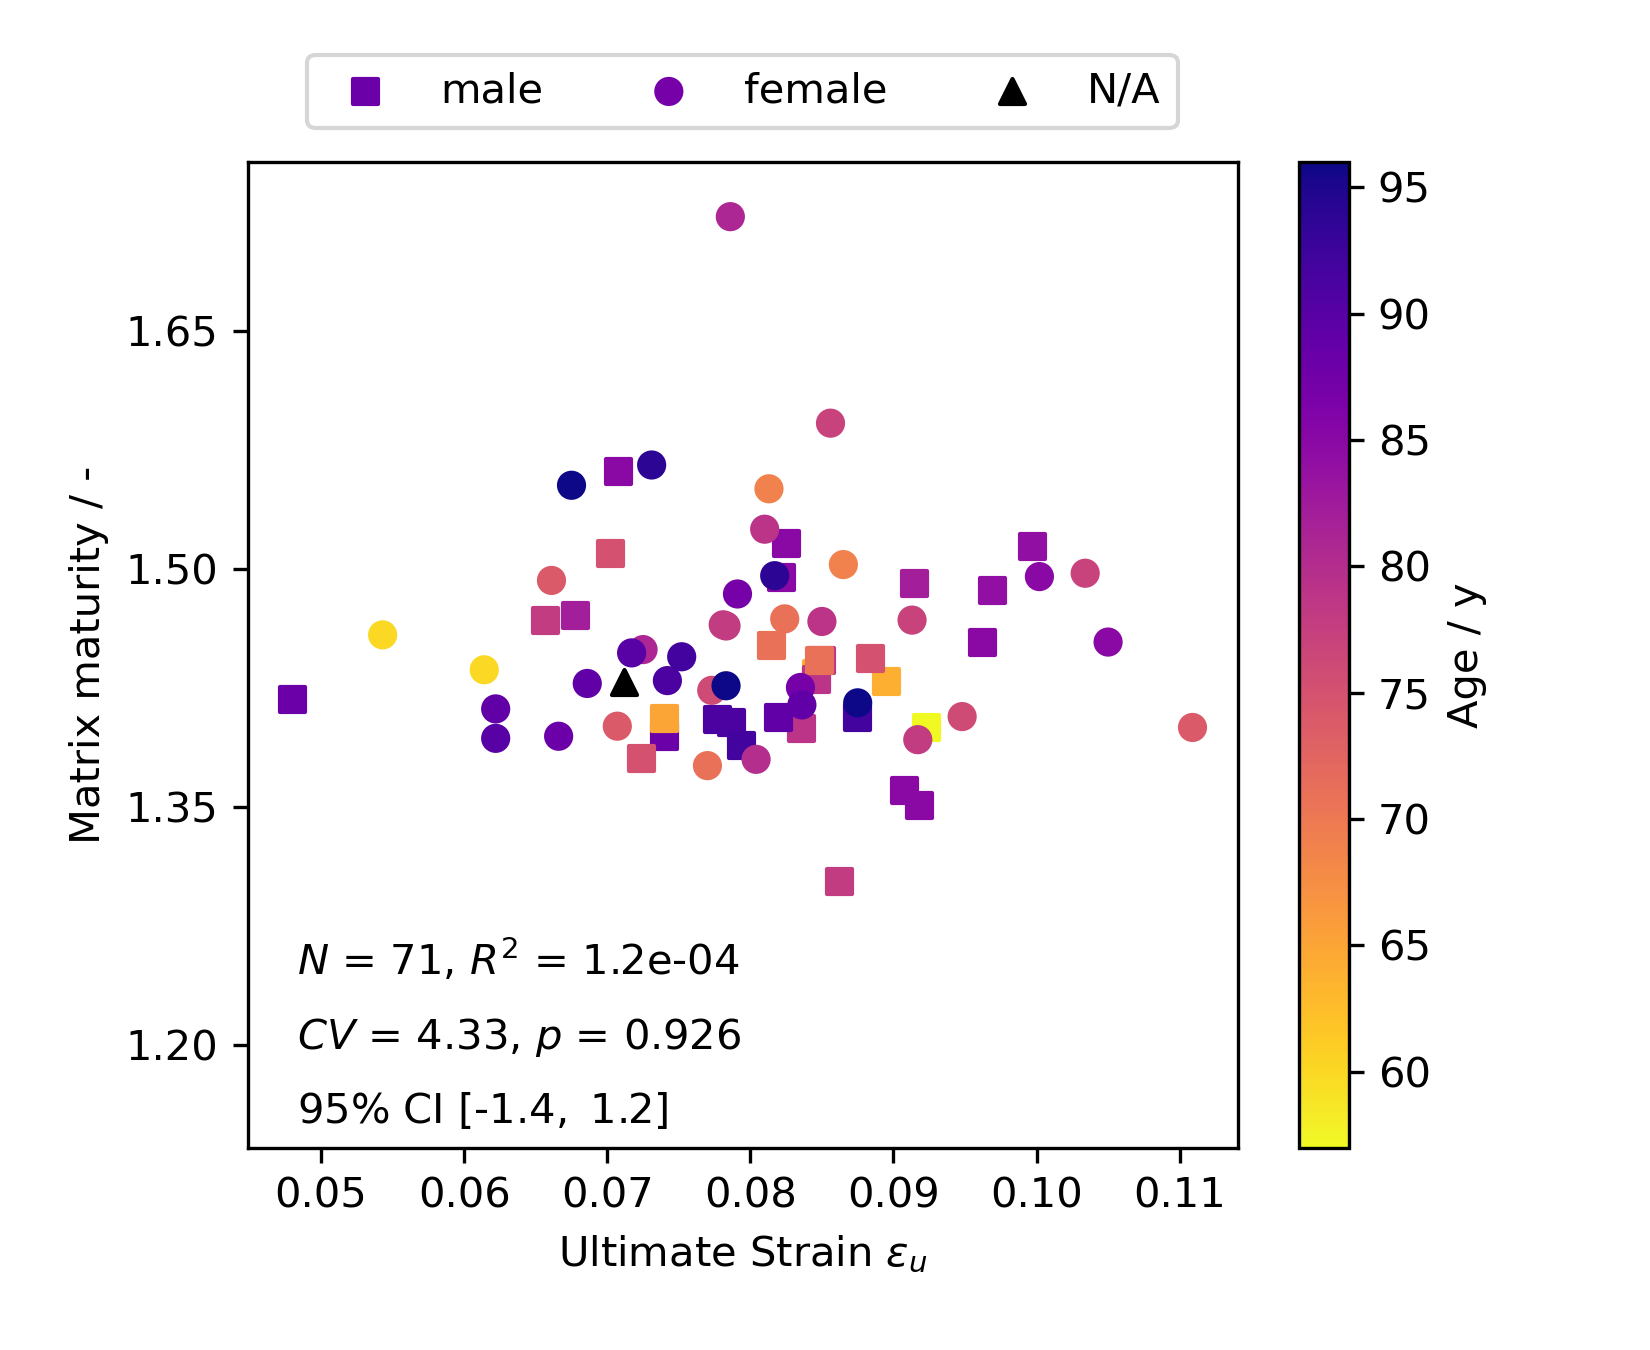 male female N/A
Matrix maturity / -
1.65
1.50
1.35
1.20
N = 71, R² = 1.2e-04
CV = 4.33, p = 0.926
95% CI [-1.4, 1.2]
0.05 0.06 0.07 0.08 0.09 0.10 0.11
Ultimate Strain εᵤ
95
90
85
80
75
70
65
60
Age / y